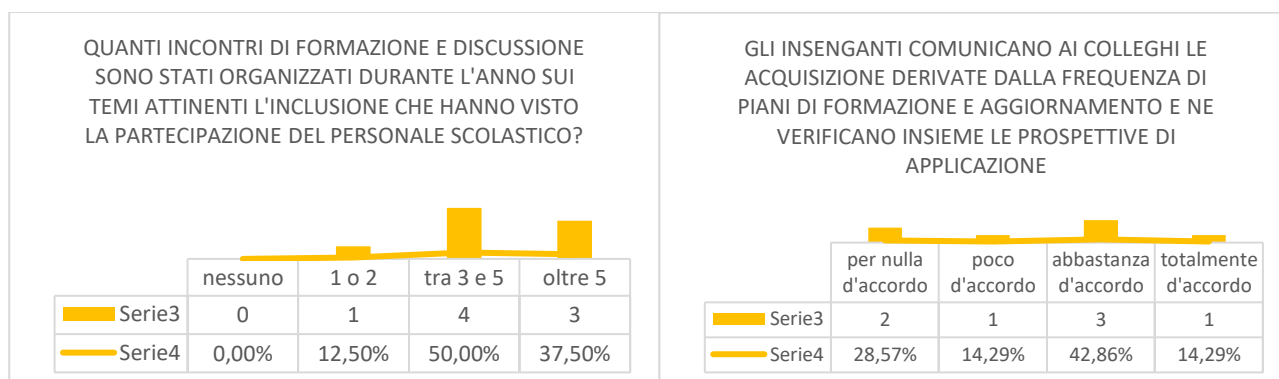 QUANTI INCONTRI DI FORMAZIONE E DISCUSSIONE
SONO STATI ORGANIZZATI DURANTE L'ANNO SUI
TEMI ATTINENTI L'INCLUSIONE CHE HANNO VISTO
LA PARTECIPAZIONE DEL PERSONALE SCOLASTICO?
nessuno 1 o 2 tra 3 e 5 oltre 5
Serie3 0 1 4 3
Serie4 0,00% 12,50% 50,00% 37,50%
GLI INSENGANTI COMUNICANO AI COLLEGHI LE
ACQUISIZIONE DERIVATE DALLA FREQUENZA DI
PIANI DI FORMAZIONE E AGGIORNAMENTO E NE
VERIFICANO INSIEME LE PROSPETTIVE DI
APPLICAZIONE
per nulla poco abbastanza totalmente
d'accordo d'accordo d'accordo d'accordo
Serie3 2 1 3 1
Serie4 28,57% 14,29% 42,86% 14,29%